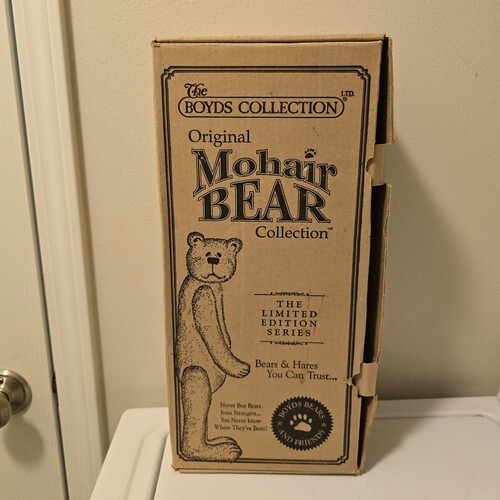 The
BOYDS COLLECTION LTD.®
Original
Mohair
BEAR
Collection™
THE
LIMITED
EDITION
SERIES
Bears & Hares
You Can Trust...
Never Buy Bears
from Strangers...
You Never know
Where They've Been!
BOYDS BEARS
AND FRIENDS